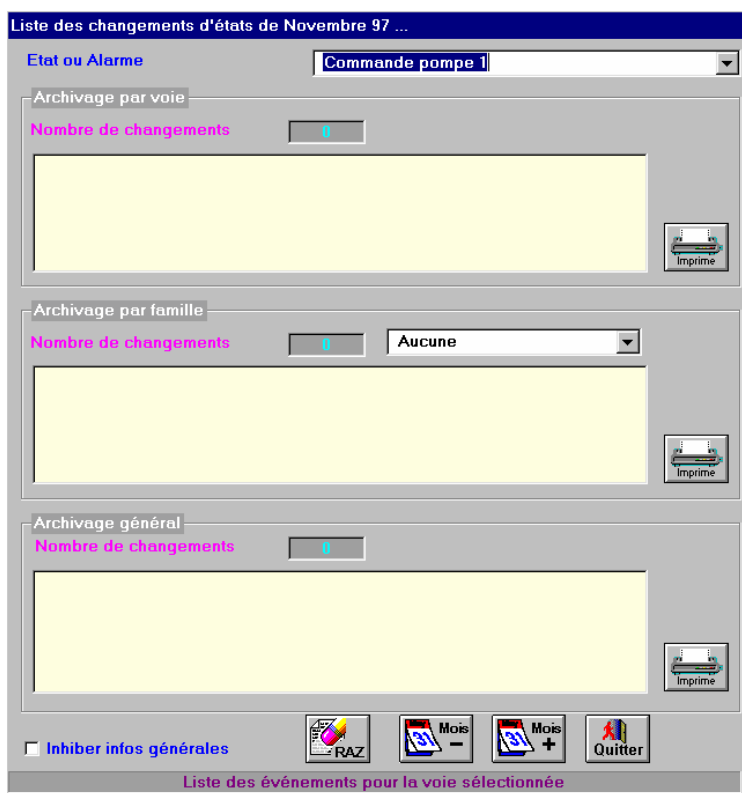 Liste des changements d'états de Novembre 97 ...
Etat ou Alarme
Commande pompe 1
Archivage par voie
Nombre de changements
0
Imprime
Archivage par famille
Nombre de changements
0
Aucune
Imprime
Archivage général
Nombre de changements
0
Imprime
Inhiber infos générales
RAZ
31
Mois
-
31
Mois
+
Quitter
Liste des événements pour la voie sélectionnée